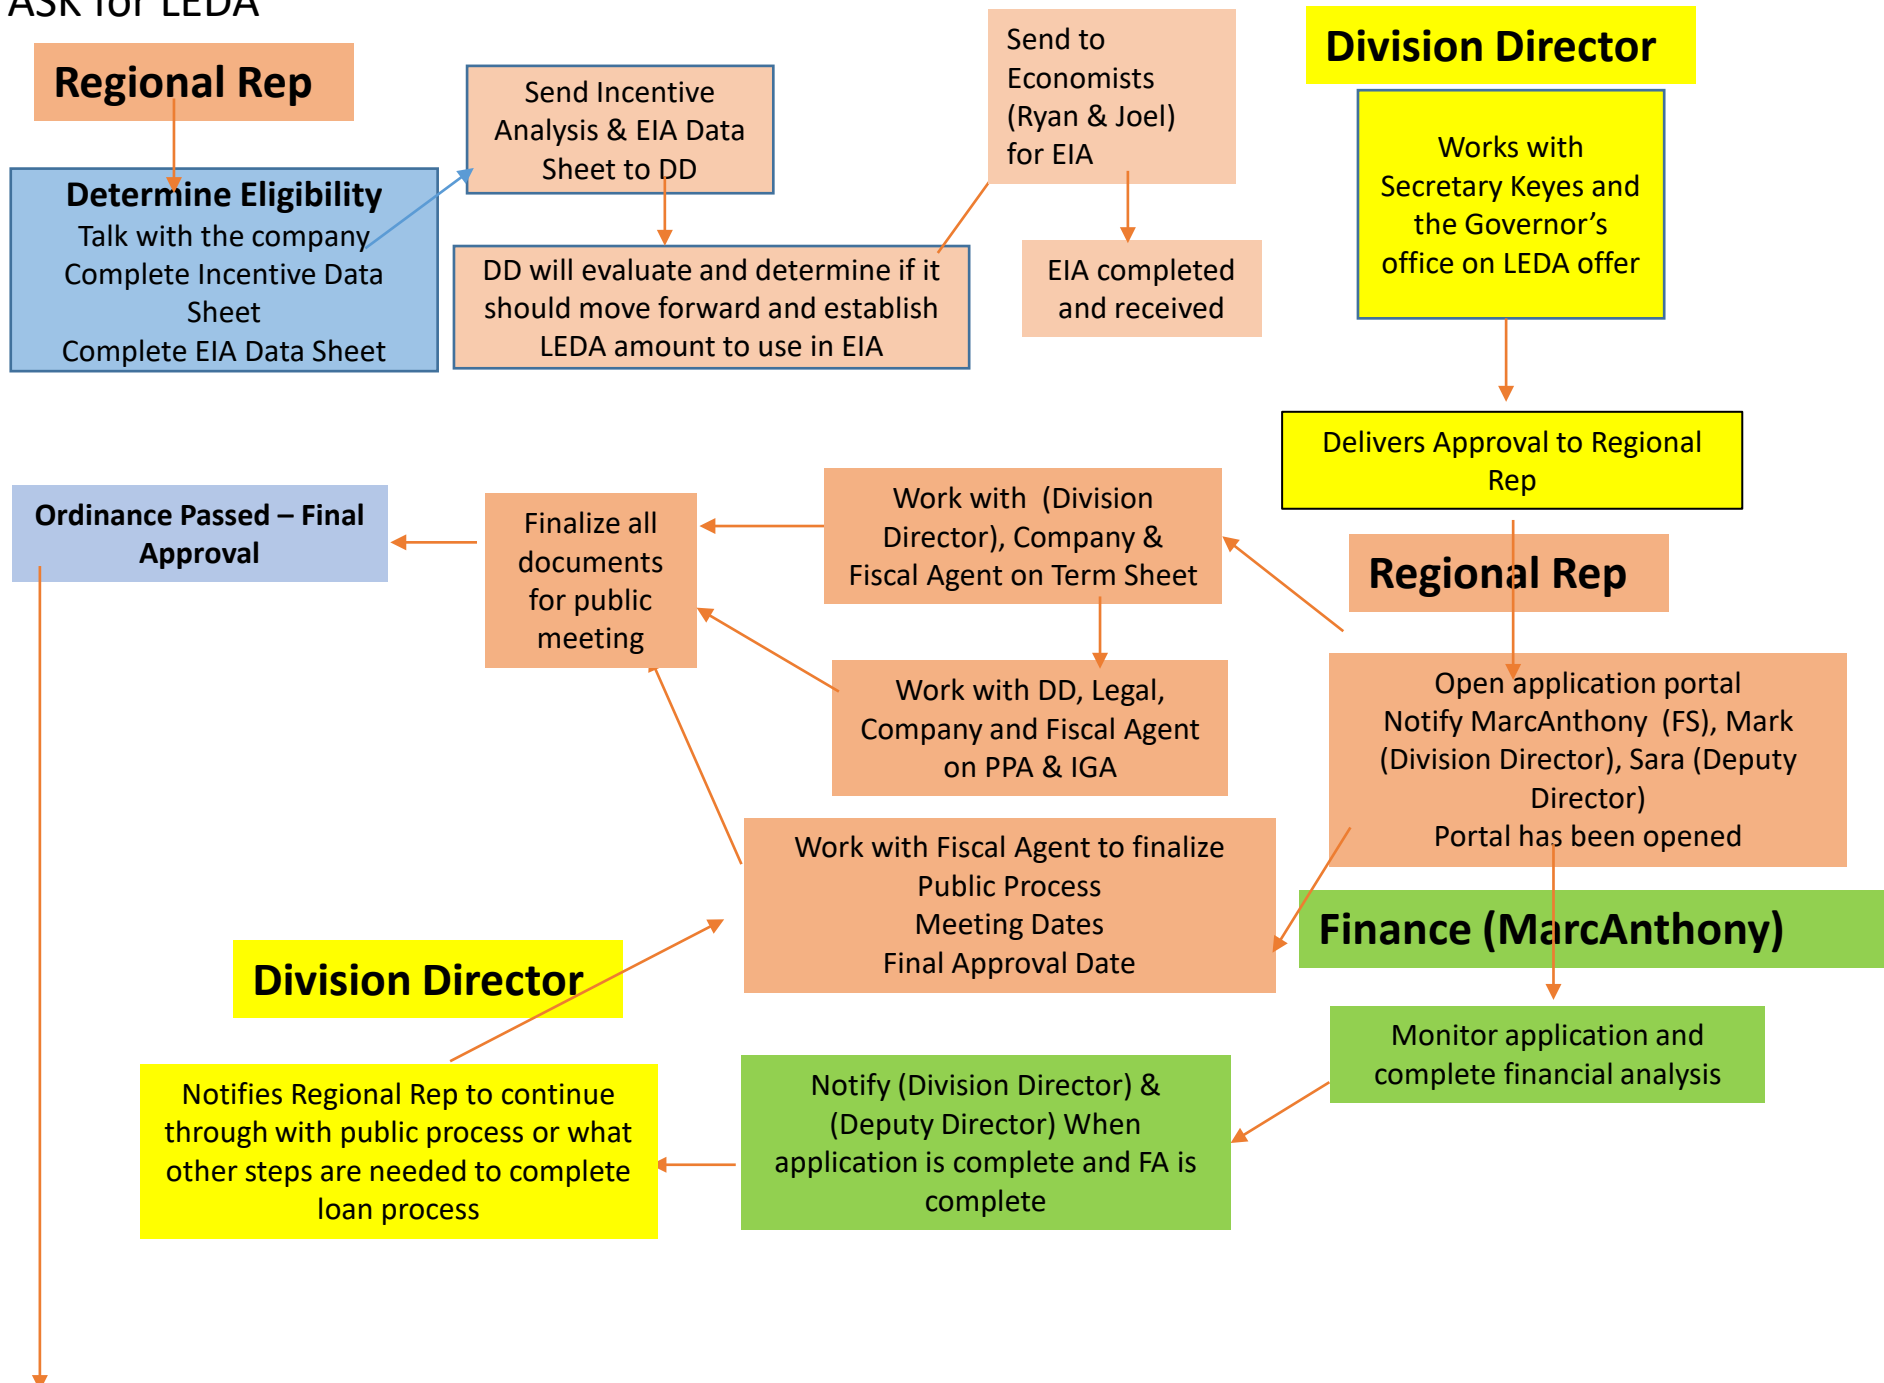 ASK for LEDA
Regional Rep
Determine Eligibility
Talk with the company
Complete Incentive Data
Sheet
Complete EIA Data Sheet
Send Incentive
Analysis & EIA Data
Sheet to DD
DD will evaluate and determine if it
should move forward and establish
LEDA amount to use in EIA
Send to
Economists
(Ryan & Joel)
for EIA
EIA completed
and received
Division Director
Works with
Secretary Keyes and
the Governor’s
office on LEDA offer
Delivers Approval to Regional
Rep
Regional Rep
Open application portal
Notify MarcAnthony (FS), Mark
(Division Director), Sara (Deputy
Director)
Portal has been opened
Work with (Division
Director), Company &
Fiscal Agent on Term Sheet
Work with DD, Legal,
Company and Fiscal Agent
on PPA & IGA
Finalize all
documents
for public
meeting
Ordinance Passed – Final
Approval
Work with Fiscal Agent to finalize
Public Process
Meeting Dates
Final Approval Date
Finance (MarcAnthony)
Monitor application and
complete financial analysis
Notify (Division Director) &
(Deputy Director) When
application is complete and FA is
complete
Division Director
Notifies Regional Rep to continue
through with public process or what
other steps are needed to complete
loan process